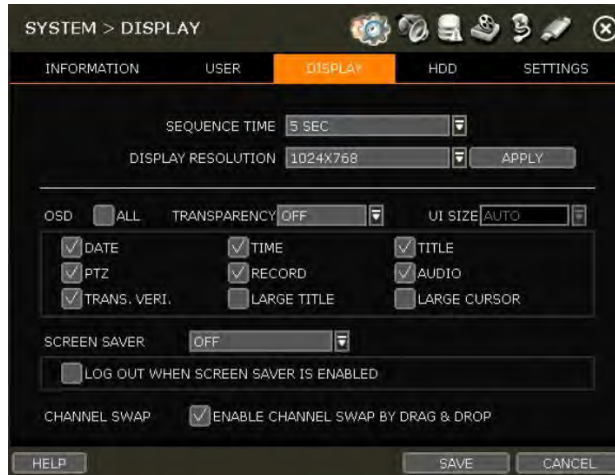 SYSTEM > DISPLAY
INFORMATION USER DISPLAY HDD SETTINGS
SEQUENCE TIME 5 SEC
DISPLAY RESOLUTION 1024X768 APPLY
OSD ALL TRANSPARENCY OFF UI SIZE AUTO
DATE TIME TITLE
PTZ RECORD AUDIO
TRANS. VERI. LARGE TITLE LARGE CURSOR
SCREEN SAVER OFF
LOG OUT WHEN SCREEN SAVER IS ENABLED
CHANNEL SWAP ENABLE CHANNEL SWAP BY DRAG & DROP
HELP SAVE CANCEL